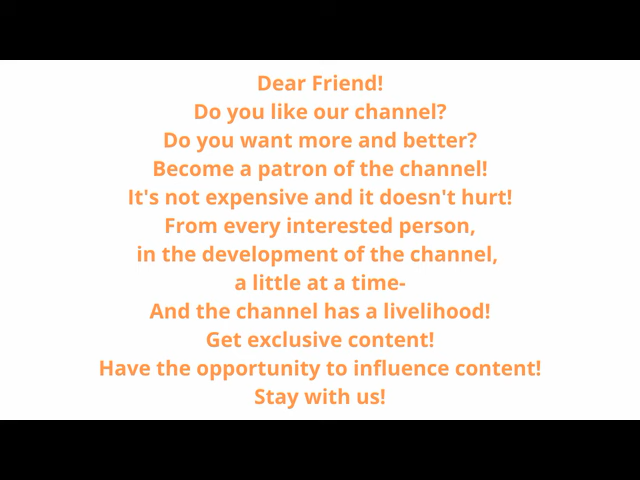 Dear Friend!
Do you like our channel?
Do you want more and better?
Become a patron of the channel!
It's not expensive and it doesn't hurt!
From every interested person,
in the development of the channel,
a little at a time-
And the channel has a livelihood!
Get exclusive content!
Have the opportunity to influence content!
Stay with us!